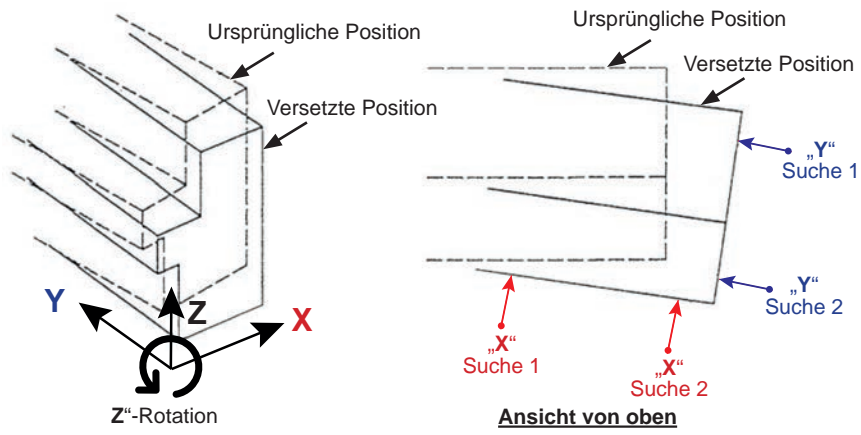 Ursprüngliche Position
Versetzte Position
Y
Z
X
Z“-Rotation
Ursprüngliche Position
Versetzte Position
„Y“
Suche 1
„Y“
Suche 2
„X“
Suche 1
„X“
Suche 2
Ansicht von oben